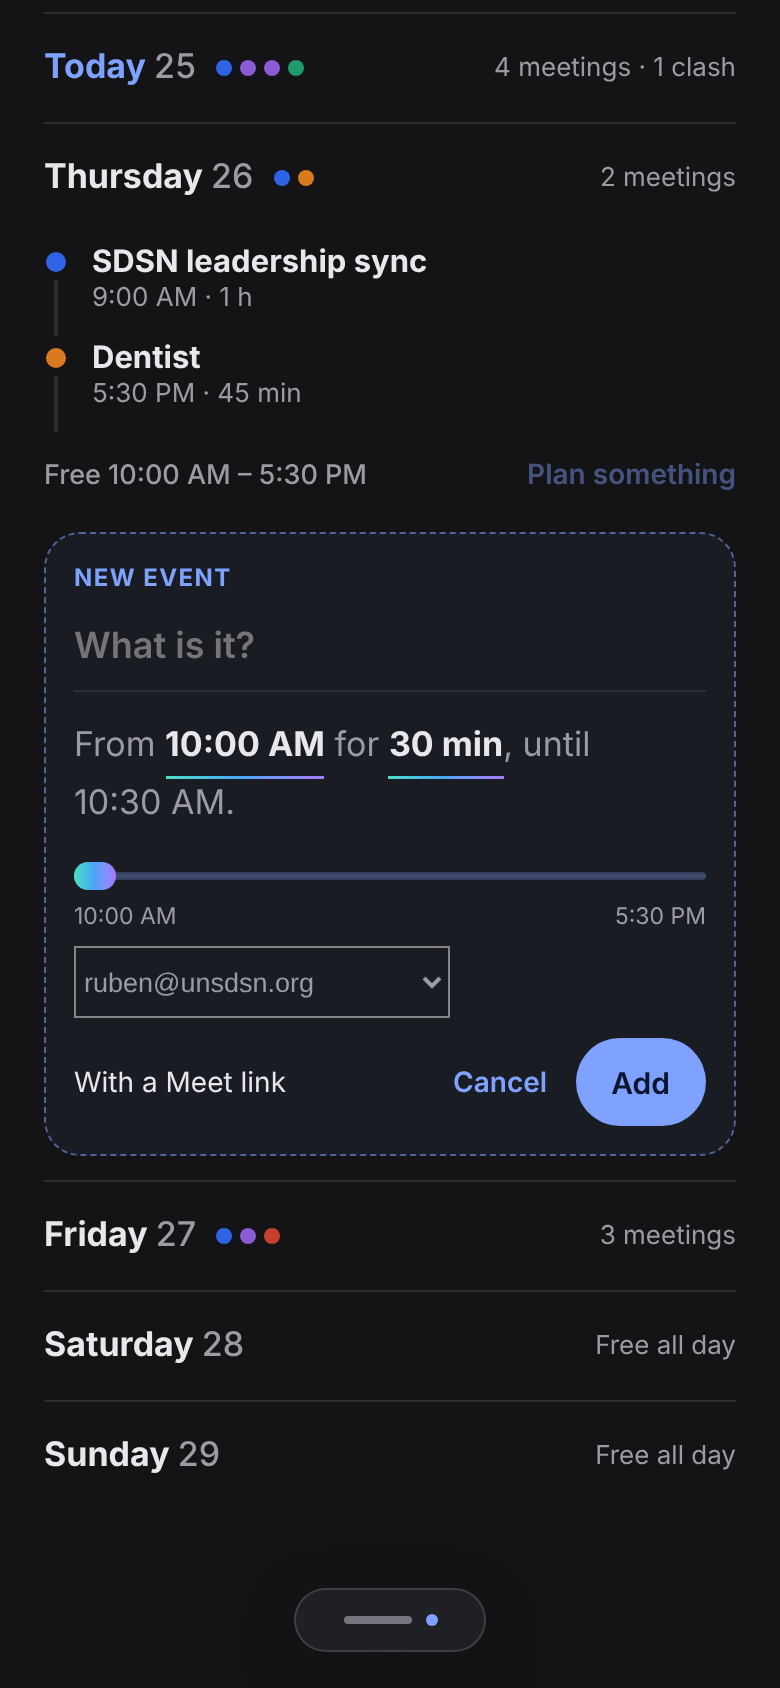 Today 25
4 meetings · 1 clash
Thursday 26
2 meetings
SDSN leadership sync
9:00 AM · 1 h
Dentist
5:30 PM · 45 min
Free 10:00 AM – 5:30 PM
Plan something
NEW EVENT
What is it?
From 10:00 AM for 30 min, until
10:30 AM.
10:00 AM
5:30 PM
ruben@unsdsn.org
With a Meet link
Cancel
Add
Friday 27
3 meetings
Saturday 28
Free all day
Sunday 29
Free all day